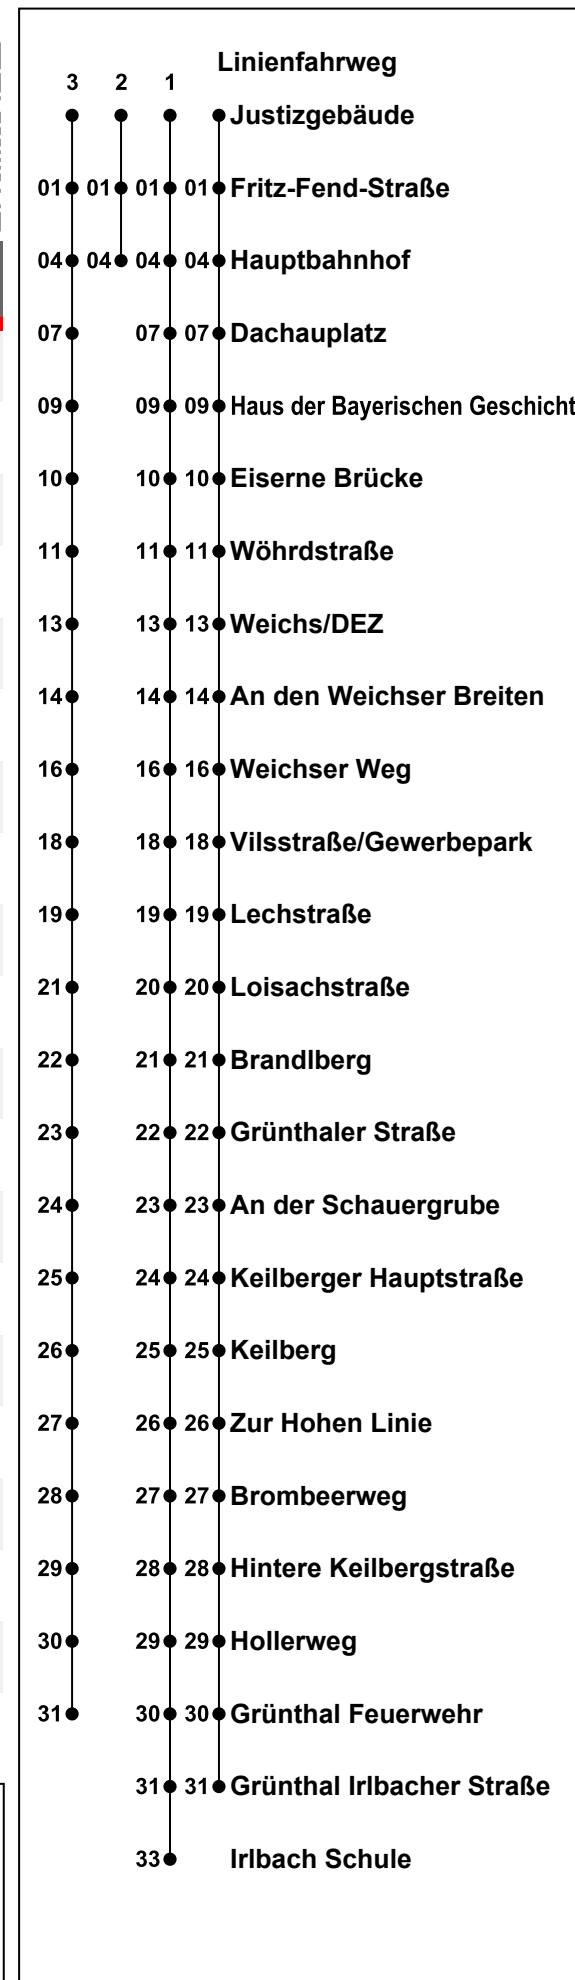 Linienfahrweg
3 2 1
Justizgebäude
01 01 01 01 Fritz-Fend-Straße
04 04 04 04 Hauptbahnhof
07 07 07 Dachauplatz
09 09 09 Haus der Bayerischen Geschicht
10 10 10 Eiserne Brücke
11 11 11 Wöhrdstraße
13 13 13 Weichs/DEZ
14 14 14 An den Weichser Breiten
16 16 16 Weichser Weg
18 18 18 Vilsstraße/Gewerbepark
19 19 19 Lechstraße
21 20 20 Loisachstraße
22 21 21 Brandlberg
23 22 22 Grünthaler Straße
24 23 23 An der Schauergrube
25 24 24 Keilberger Hauptstraße
26 25 25 Keilberg
27 26 26 Zur Hohen Linie
28 27 27 Brombeerweg
29 28 28 Hintere Keilbergstraße
30 29 29 Hollerweg
31 30 30 Grünthal Feuerwehr
31 31 Grünthal Irlbacher Straße
33 Irlbach Schule